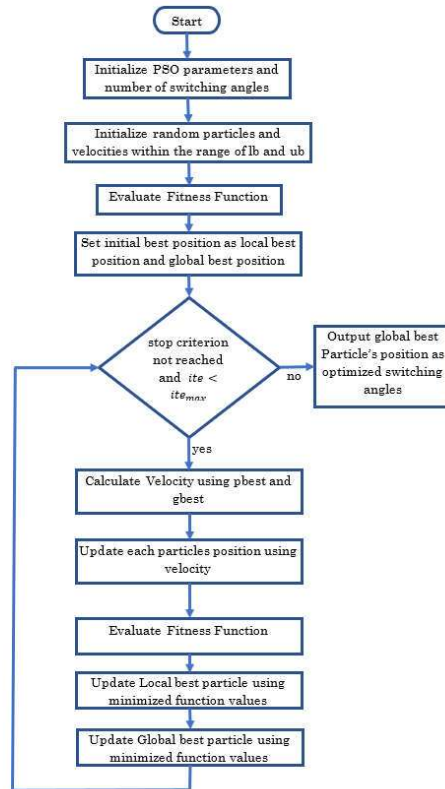 Start
Initialize PSO parameters and
number of switching angles
Initialize random particles and
velocities within the range of lb and ub
Evaluate Fitness Function
Set initial best position as local best
position and global best position
stop criterion
not reached
and ite <
ite_max
no
Output global best
Particle's position as
optimized switching
angles
yes
Calculate Velocity using pbest and
gbest
Update each particles position using
velocity
Evaluate Fitness Function
Update Local best particle using
minimized function values
Update Global best particle using
minimized function values